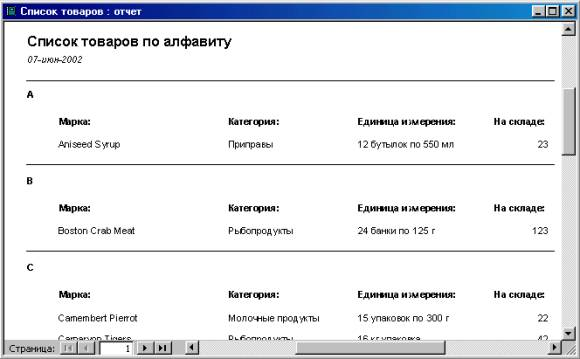 Список товаров : отчет
Список товаров по алфавиту
07-июн-2002
A
Марка: Категория: Единица измерения: На складе:
Aniseed Syrup Приправы 12 бутылок по 550 мл 23
B
Марка: Категория: Единица измерения: На складе:
Boston Crab Meat Рыбопродукты 24 банки по 125 г 123
C
Марка: Категория: Единица измерения: На складе:
Camembert Pierrot Молочные продукты 15 упаковок по 300 г 22
Carnarvon Tigers Рыбопродукты 16 кг упаковка 42
Страница: 1